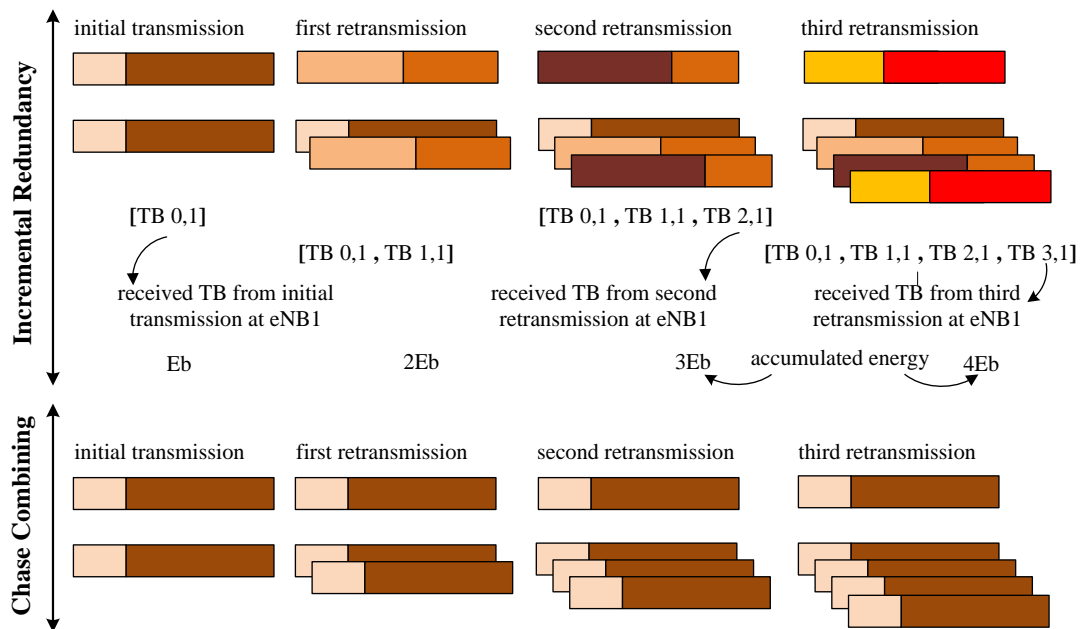 Incremental Redundancy
initial transmission
first retransmission
second retransmission
third retransmission
[TB 0,1]
[TB 0,1 , TB 1,1]
[TB 0,1 , TB 1,1 , TB 2,1]
[TB 0,1 , TB 1,1 , TB 2,1 , TB 3,1]
received TB from initial
transmission at eNB1
received TB from second
retransmission at eNB1
received TB from third
retransmission at eNB1
Eb
2Eb
3Eb
accumulated energy
4Eb
Chase Combining
initial transmission
first retransmission
second retransmission
third retransmission